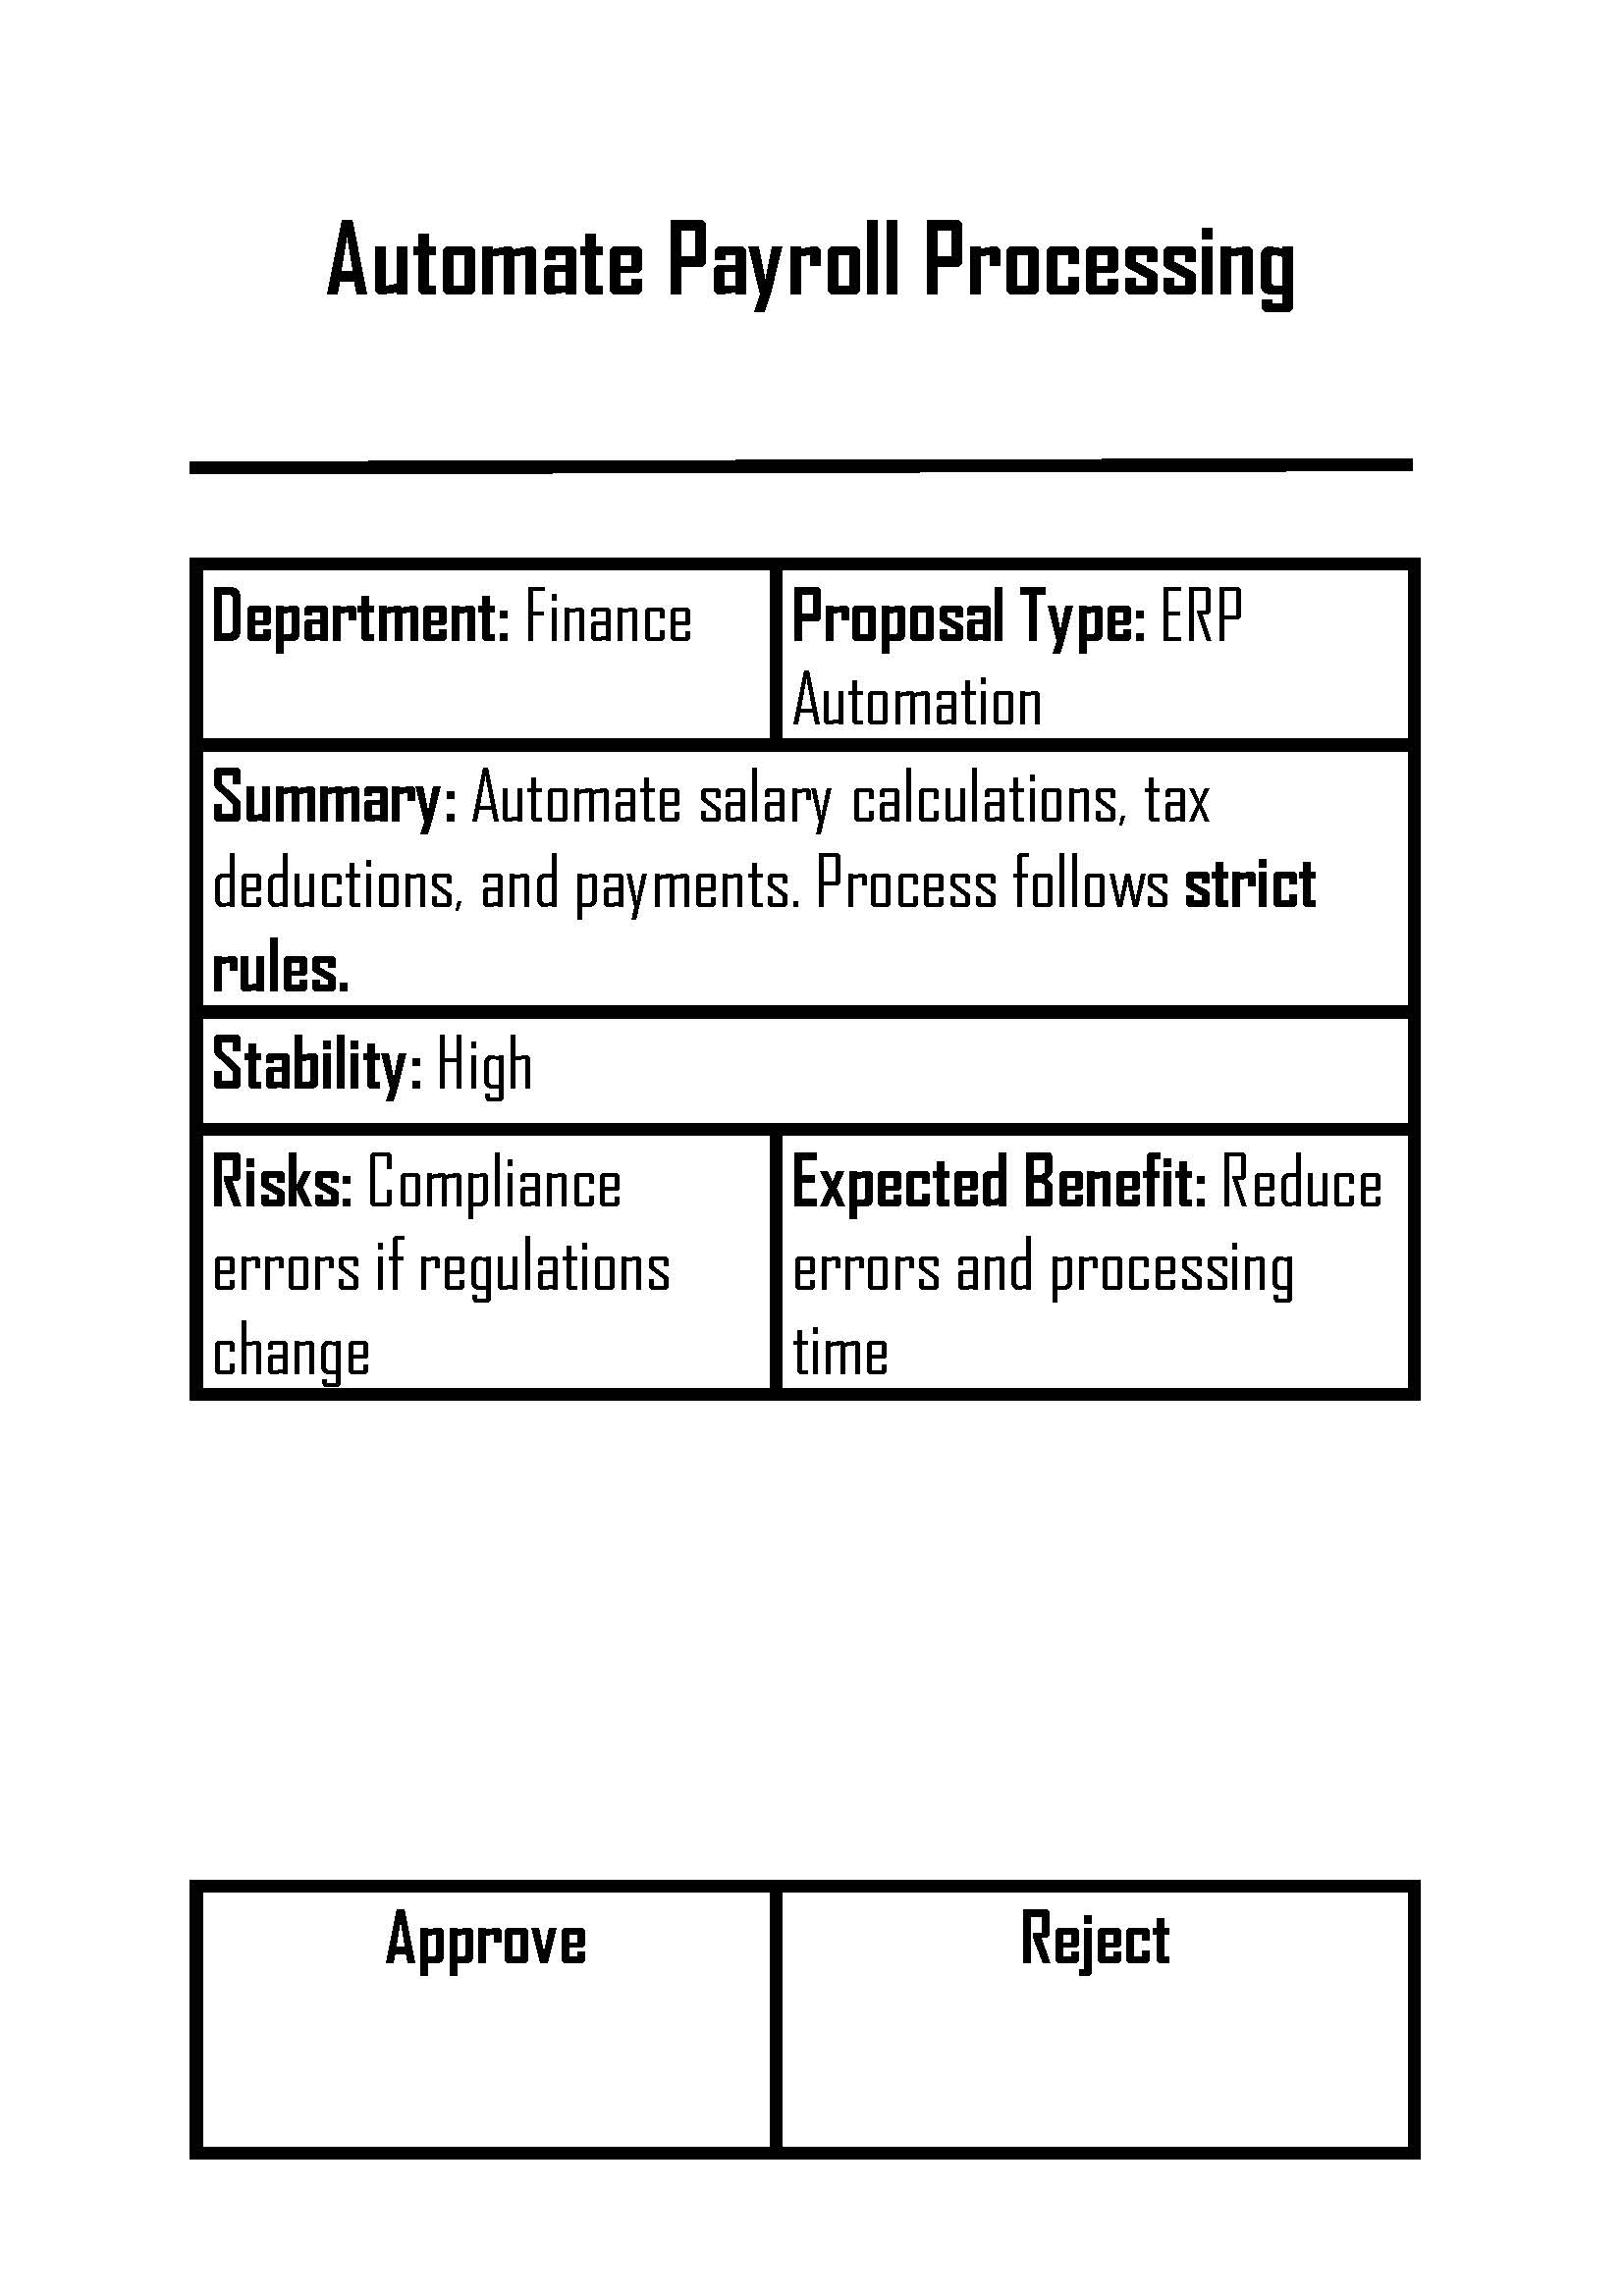 Automate Payroll Processing
Department: Finance
Proposal Type: ERP
Automation
Summary: Automate salary calculations, tax
deductions, and payments. Process follows strict
rules.
Stability: High
Risks: Compliance
errors if regulations
change
Expected Benefit: Reduce
errors and processing
time
Approve
Reject